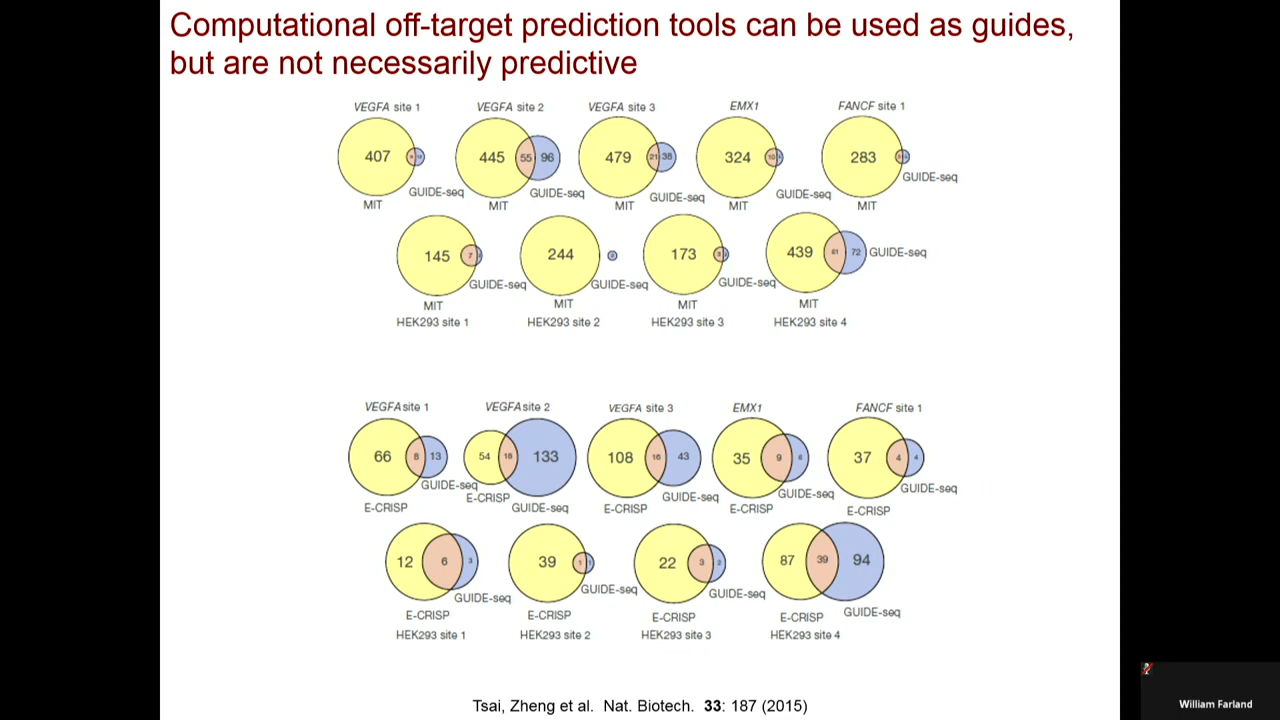 Computational off-target prediction tools can be used as guides,
but are not necessarily predictive
VEGFA site 1
407
GUIDE-seq
MIT
VEGFA site 2
445 55 96
GUIDE-seq
MIT
VEGFA site 3
479 21 38
GUIDE-seq
MIT
EMX1
324 10
GUIDE-seq
MIT
FANCF site 1
283
GUIDE-seq
MIT
145 7
GUIDE-seq
MIT
HEK293 site 1
244
GUIDE-seq
MIT
HEK293 site 2
173 3
GUIDE-seq
MIT
HEK293 site 3
439 61 72
GUIDE-seq
MIT
HEK293 site 4
VEGFA site 1
66 8 13
GUIDE-seq
E-CRISP
VEGFA site 2
54 18 133
E-CRISP
GUIDE-seq
VEGFA site 3
108 16 43
GUIDE-seq
E-CRISP
EMX1
35 9 6
GUIDE-seq
E-CRISP
FANCF site 1
37 4 4
GUIDE-seq
E-CRISP
12 6 3
GUIDE-seq
E-CRISP
HEK293 site 1
39 1 1
GUIDE-seq
E-CRISP
HEK293 site 2
22 3 2
GUIDE-seq
E-CRISP
HEK293 site 3
87 39 94
GUIDE-seq
E-CRISP
HEK293 site 4
Tsai, Zheng et al. Nat. Biotech. 33: 187 (2015)
William Farland